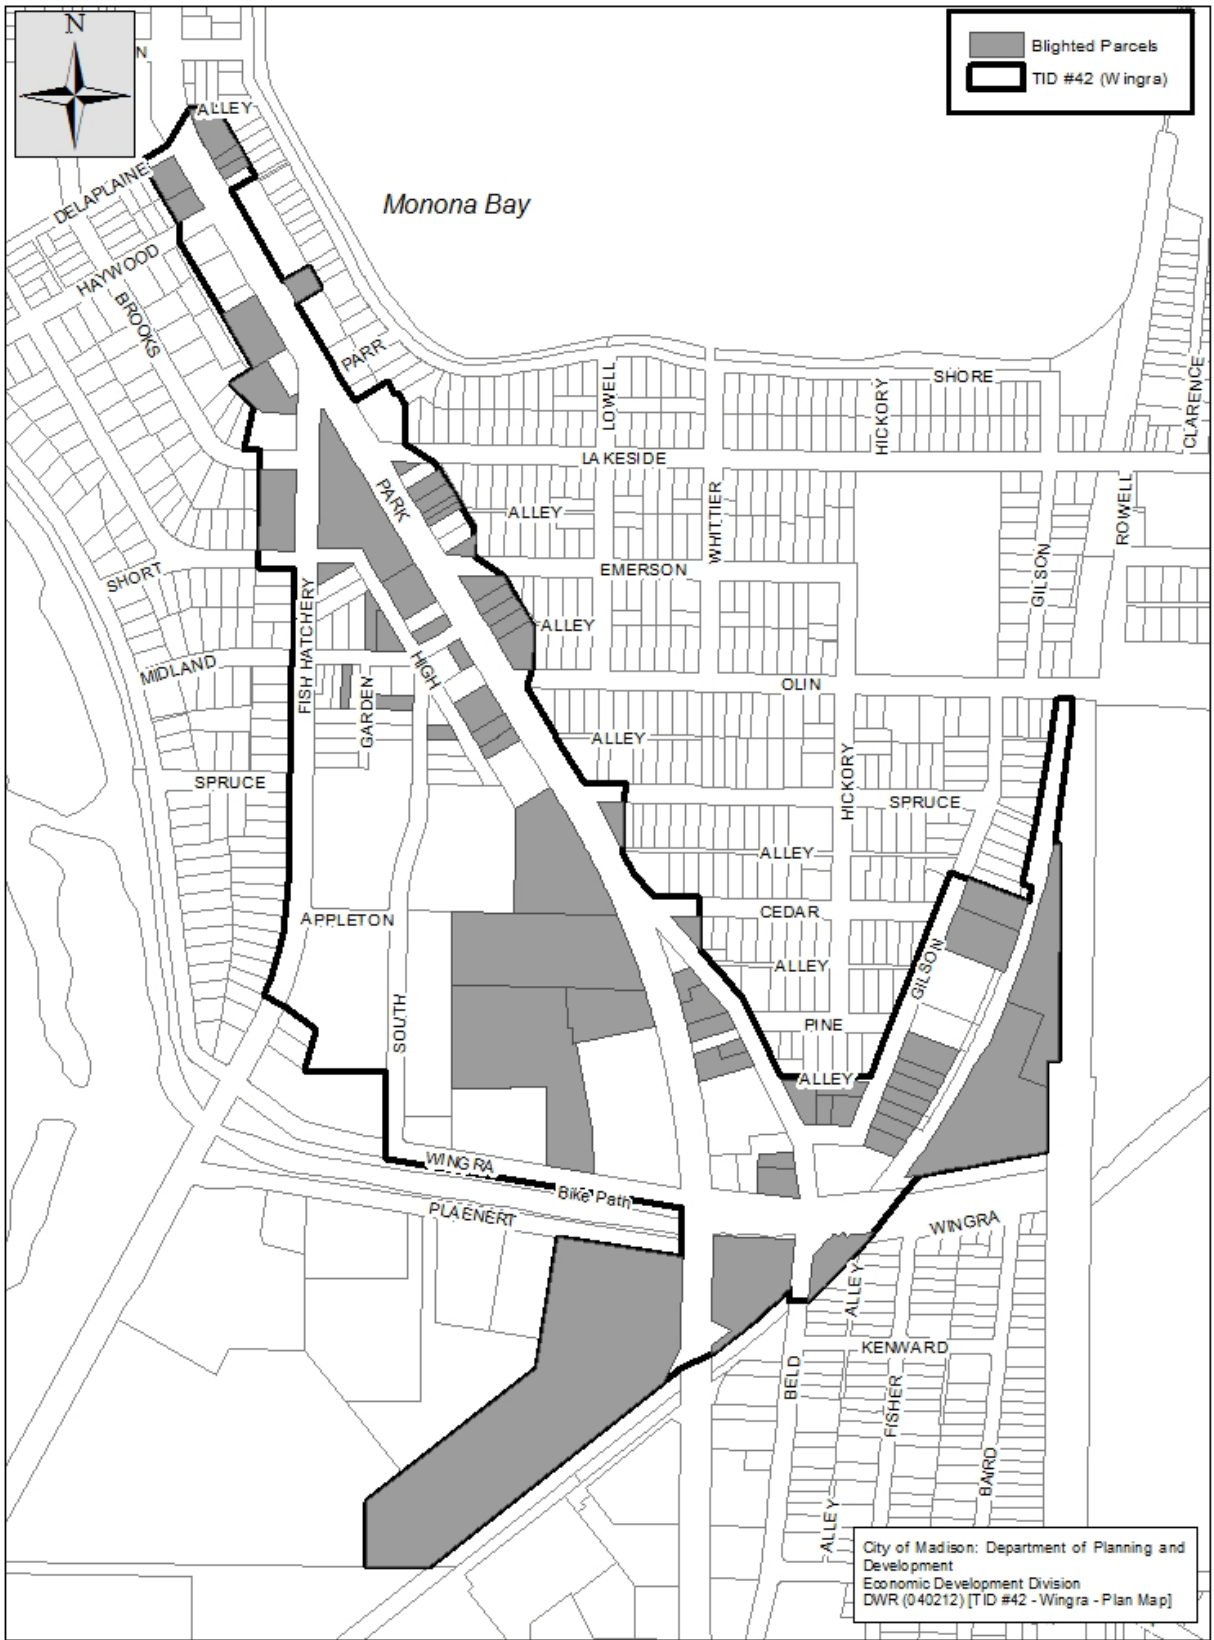 N
N
Blighted Parcels
TID #42 (Wingra)
ALLEY
DELAPLAINE
Monona Bay
HAYWOOD
BROOKS
PARR
SHORE
LOWELL
HICKORY
CLARENCE
LAKESIDE
PARK
ALLEY
WHITTIER
ROWELL
SHORT
EMERSON
GILSON
FISH HATCHERY
ALLEY
MIDLAND
HIGH
OLIN
GARDEN
ALLEY
SPRUCE
HICKORY
SPRUCE
ALLEY
APPLETON
CEDAR
ALLEY
GILSON
SOUTH
PINE
ALLEY
WINGRA
Bike Path
PLAENERT
WINGRA
ALLEY
KENWARD
BELD
FISHER
BAIRD
ALLEY
City of Madison: Department of Planning and
Development
Economic Development Division
DWR (040212) [TID #42 - Wingra - Plan Map]